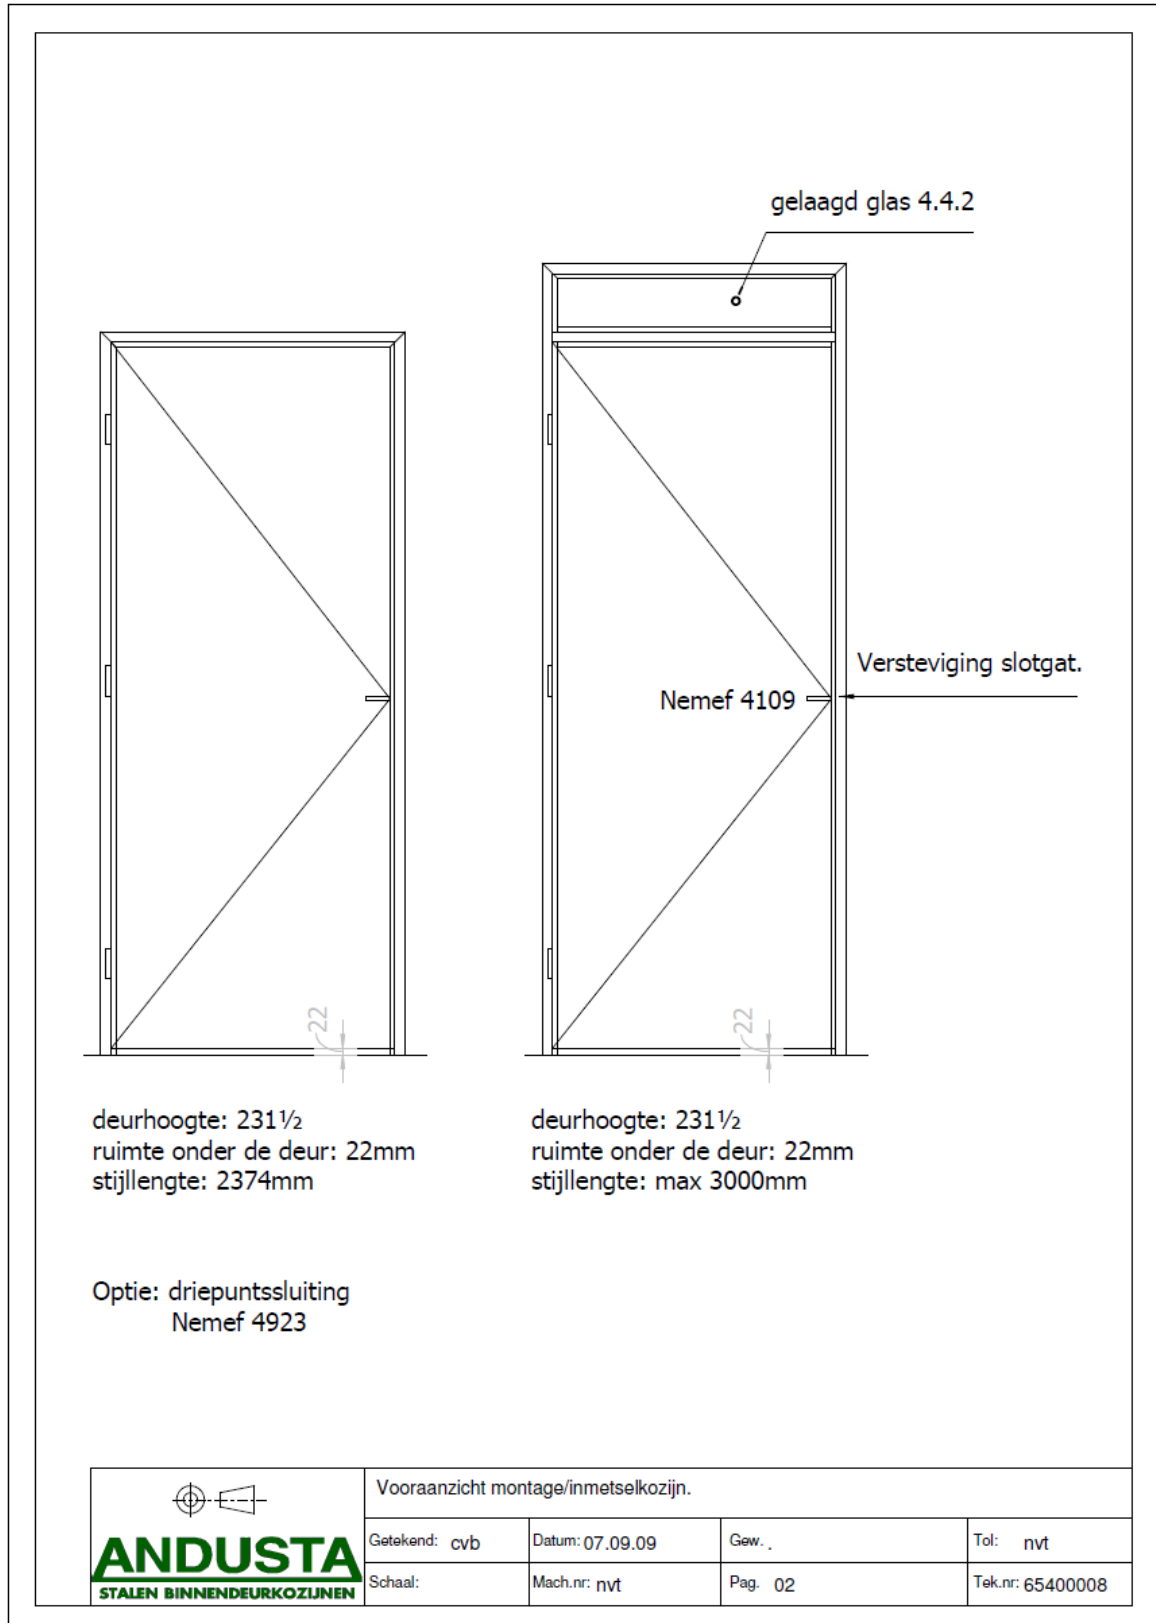 gelaagd glas 4.4.2
Versteviging slotgat.
Nemef 4109
22
22
deurhoogte: 231½
ruimte onder de deur: 22mm
stijllengte: 2374mm
deurhoogte: 231½
ruimte onder de deur: 22mm
stijllengte: max 3000mm
Optie: driepuntssluiting
Nemef 4923
ANDUSTA
STALEN BINNENDEURKOZIJNEN
Vooraanzicht montage/inmetselkozijn.
Getekend: cvb Datum: 07.09.09 Gew. . Tol: nvt
Schaal: Mach.nr: nvt Pag. 02 Tek.nr: 65400008